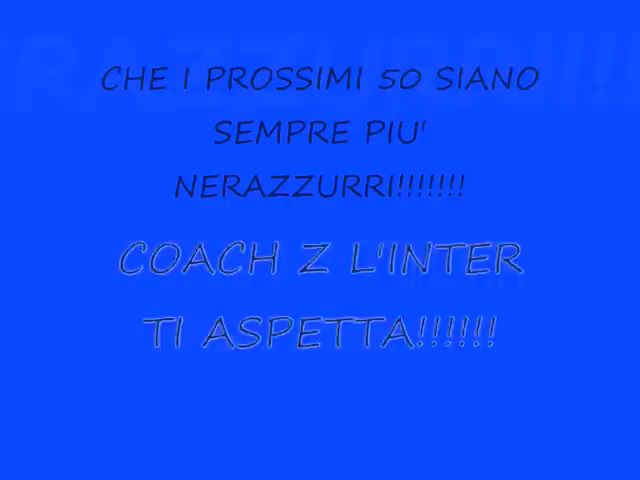 CHE I PROSSIMI 50 SIANO
SEMPRE PIU'
NERAZZURRI!!!!!!!
COACH Z L'INTER
TI ASPETTA!!!!!!